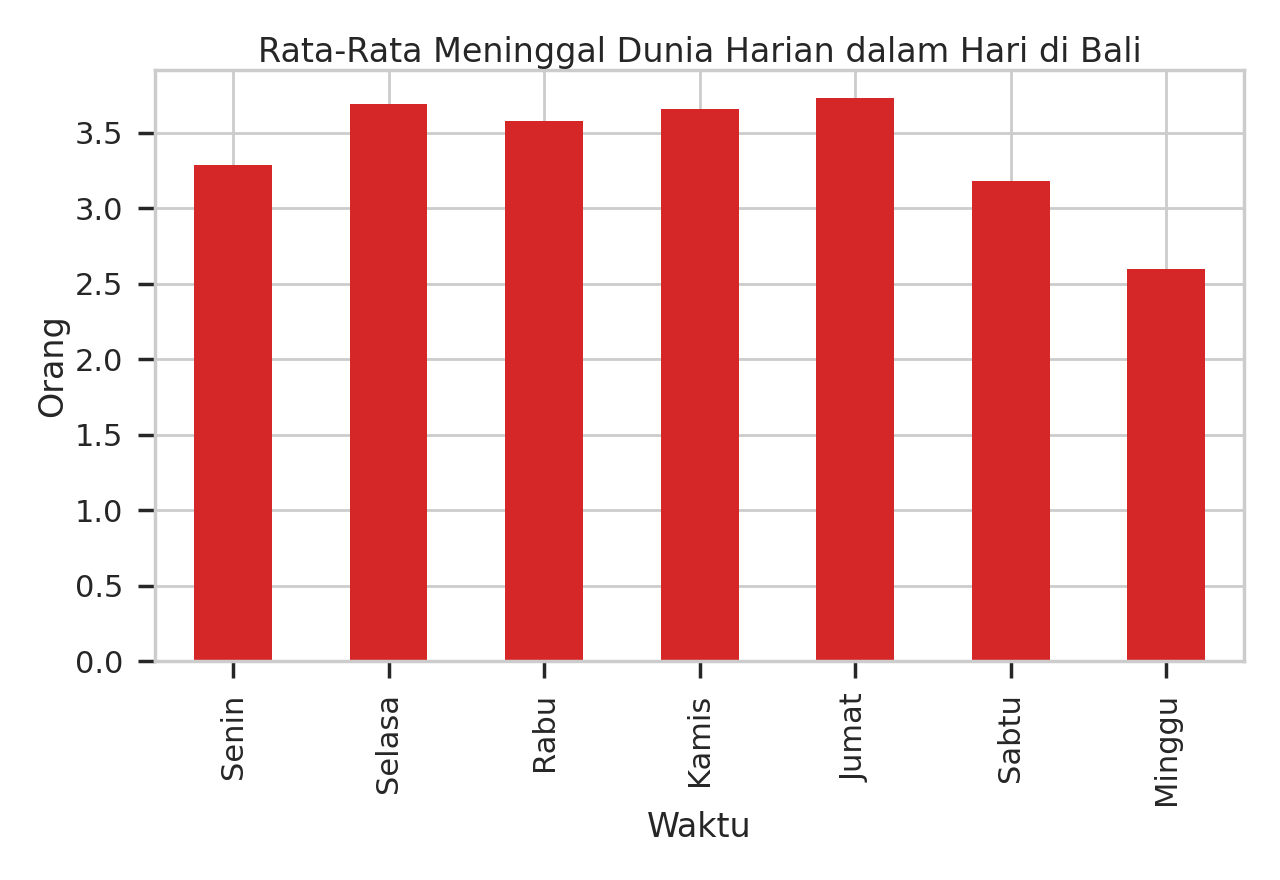 Rata-Rata Meninggal Dunia Harian dalam Hari di Bali
3.5
3.0
2.5
2.0
1.5
1.0
0.5
0.0
Orang
Senin
Selasa
Rabu
Kamis
Jumat
Sabtu
Minggu
Waktu